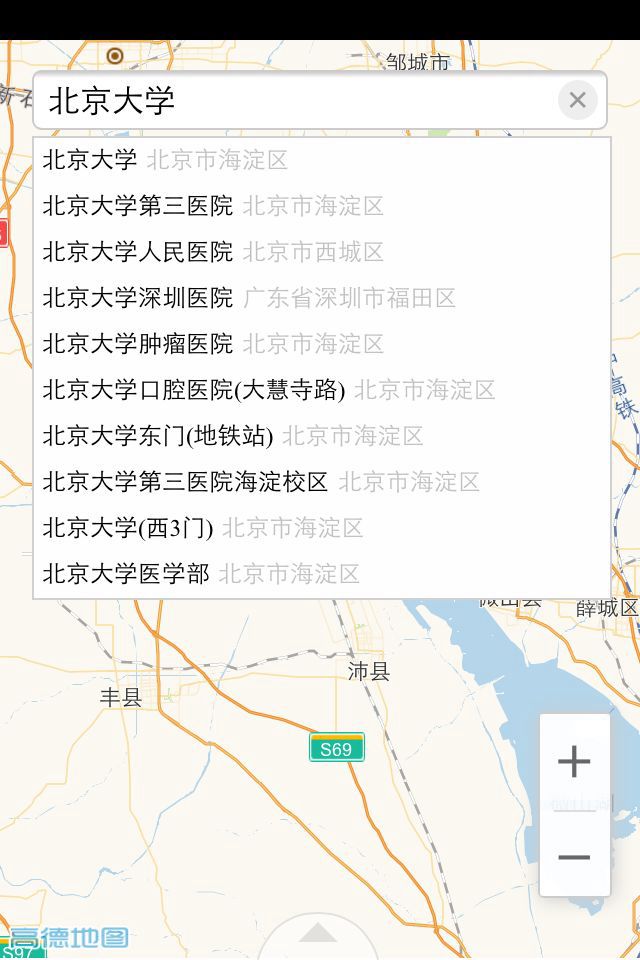 邹城市
新石
北京大学
北京大学 北京市海淀区
北京大学第三医院 北京市海淀区
北京大学人民医院 北京市西城区
北京大学深圳医院 广东省深圳市福田区
北京大学肿瘤医院 北京市海淀区
北京大学口腔医院(大慧寺路) 北京市海淀区
高铁
北京大学东门(地铁站) 北京市海淀区
北京大学第三医院海淀校区 北京市海淀区
北京大学(西3门) 北京市海淀区
北京大学医学部 北京市海淀区
微山县
薛城区
沛县
丰县
S69
微山湖
高德地图
S97